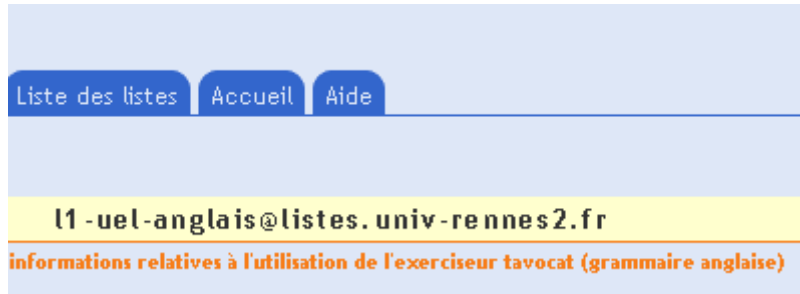 Liste des listes Accueil Aide
l1-uel-anglais@listes.univ-rennes2.fr
informations relatives à l'utilisation de l'exerciseur tavocat (grammaire anglaise)